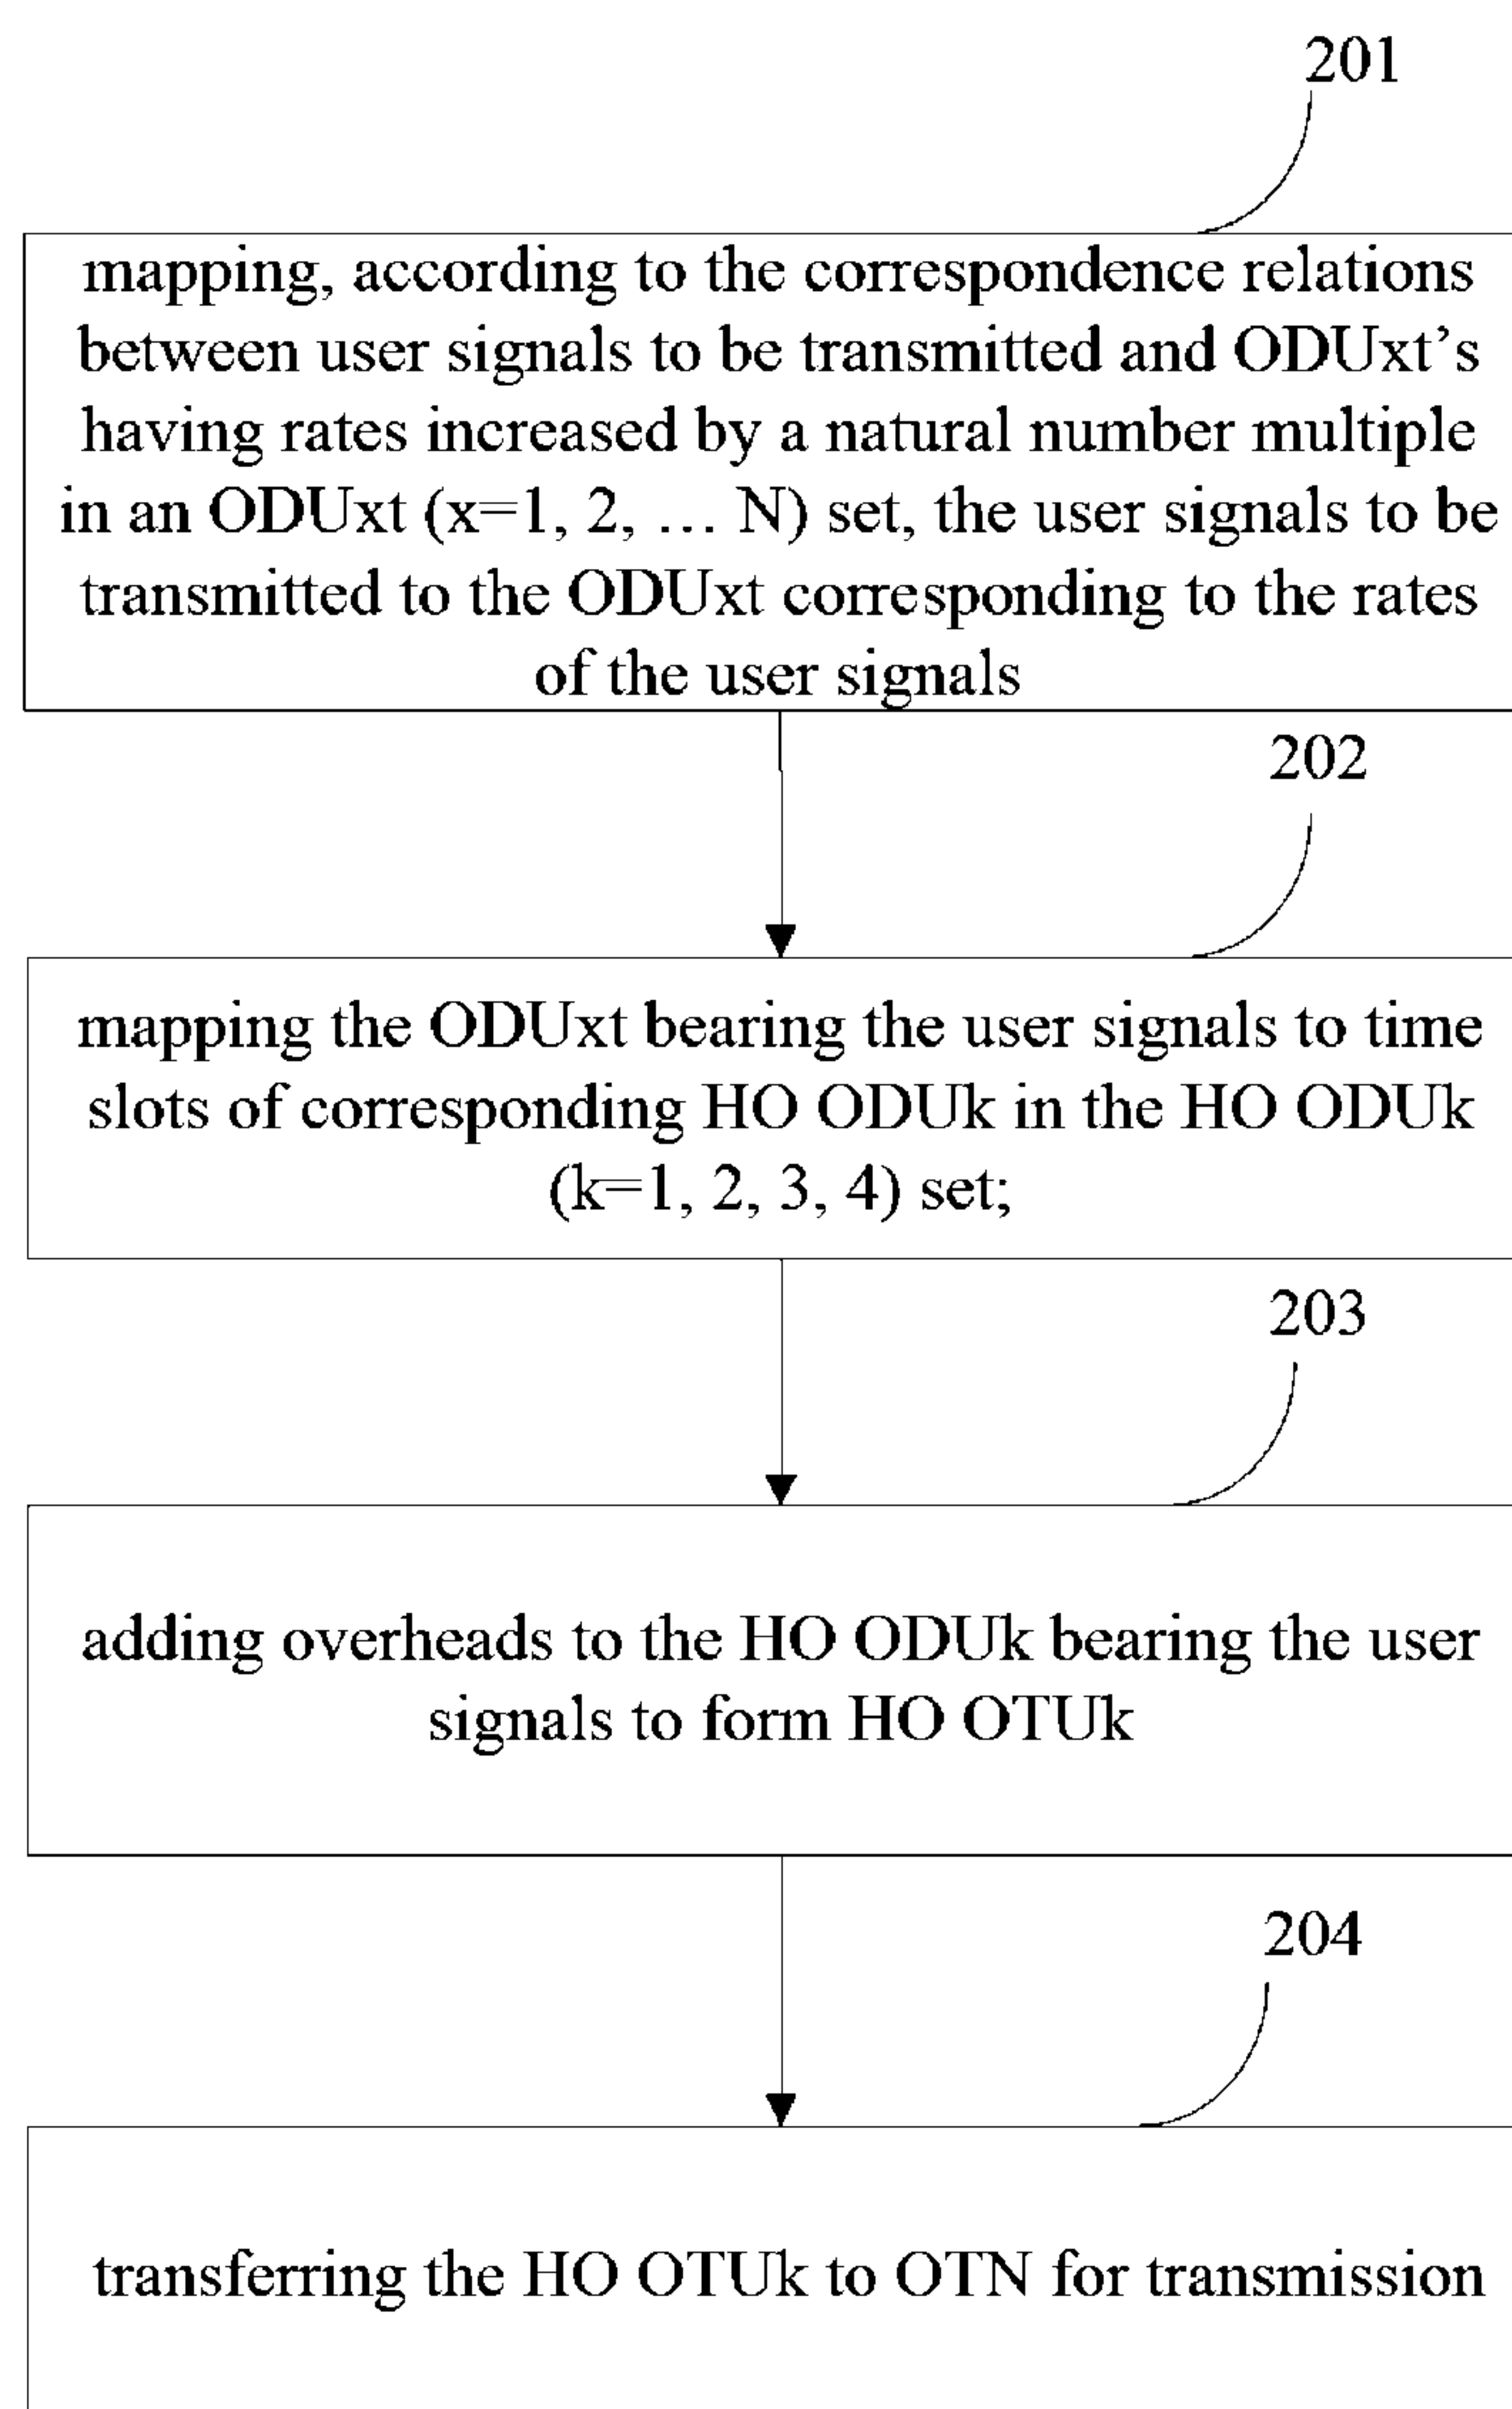 201
mapping, according to the correspondence relations
between user signals to be transmitted and ODUxt’s
having rates increased by a natural number multiple
in an ODUxt (x=1, 2, … N) set, the user signals to be
transmitted to the ODUxt corresponding to the rates
of the user signals
202
mapping the ODUxt bearing the user signals to time
slots of corresponding HO ODUk in the HO ODUk
(k=1, 2, 3, 4) set;
203
adding overheads to the HO ODUk bearing the user
signals to form HO OTUk
204
transferring the HO OTUk to OTN for transmission